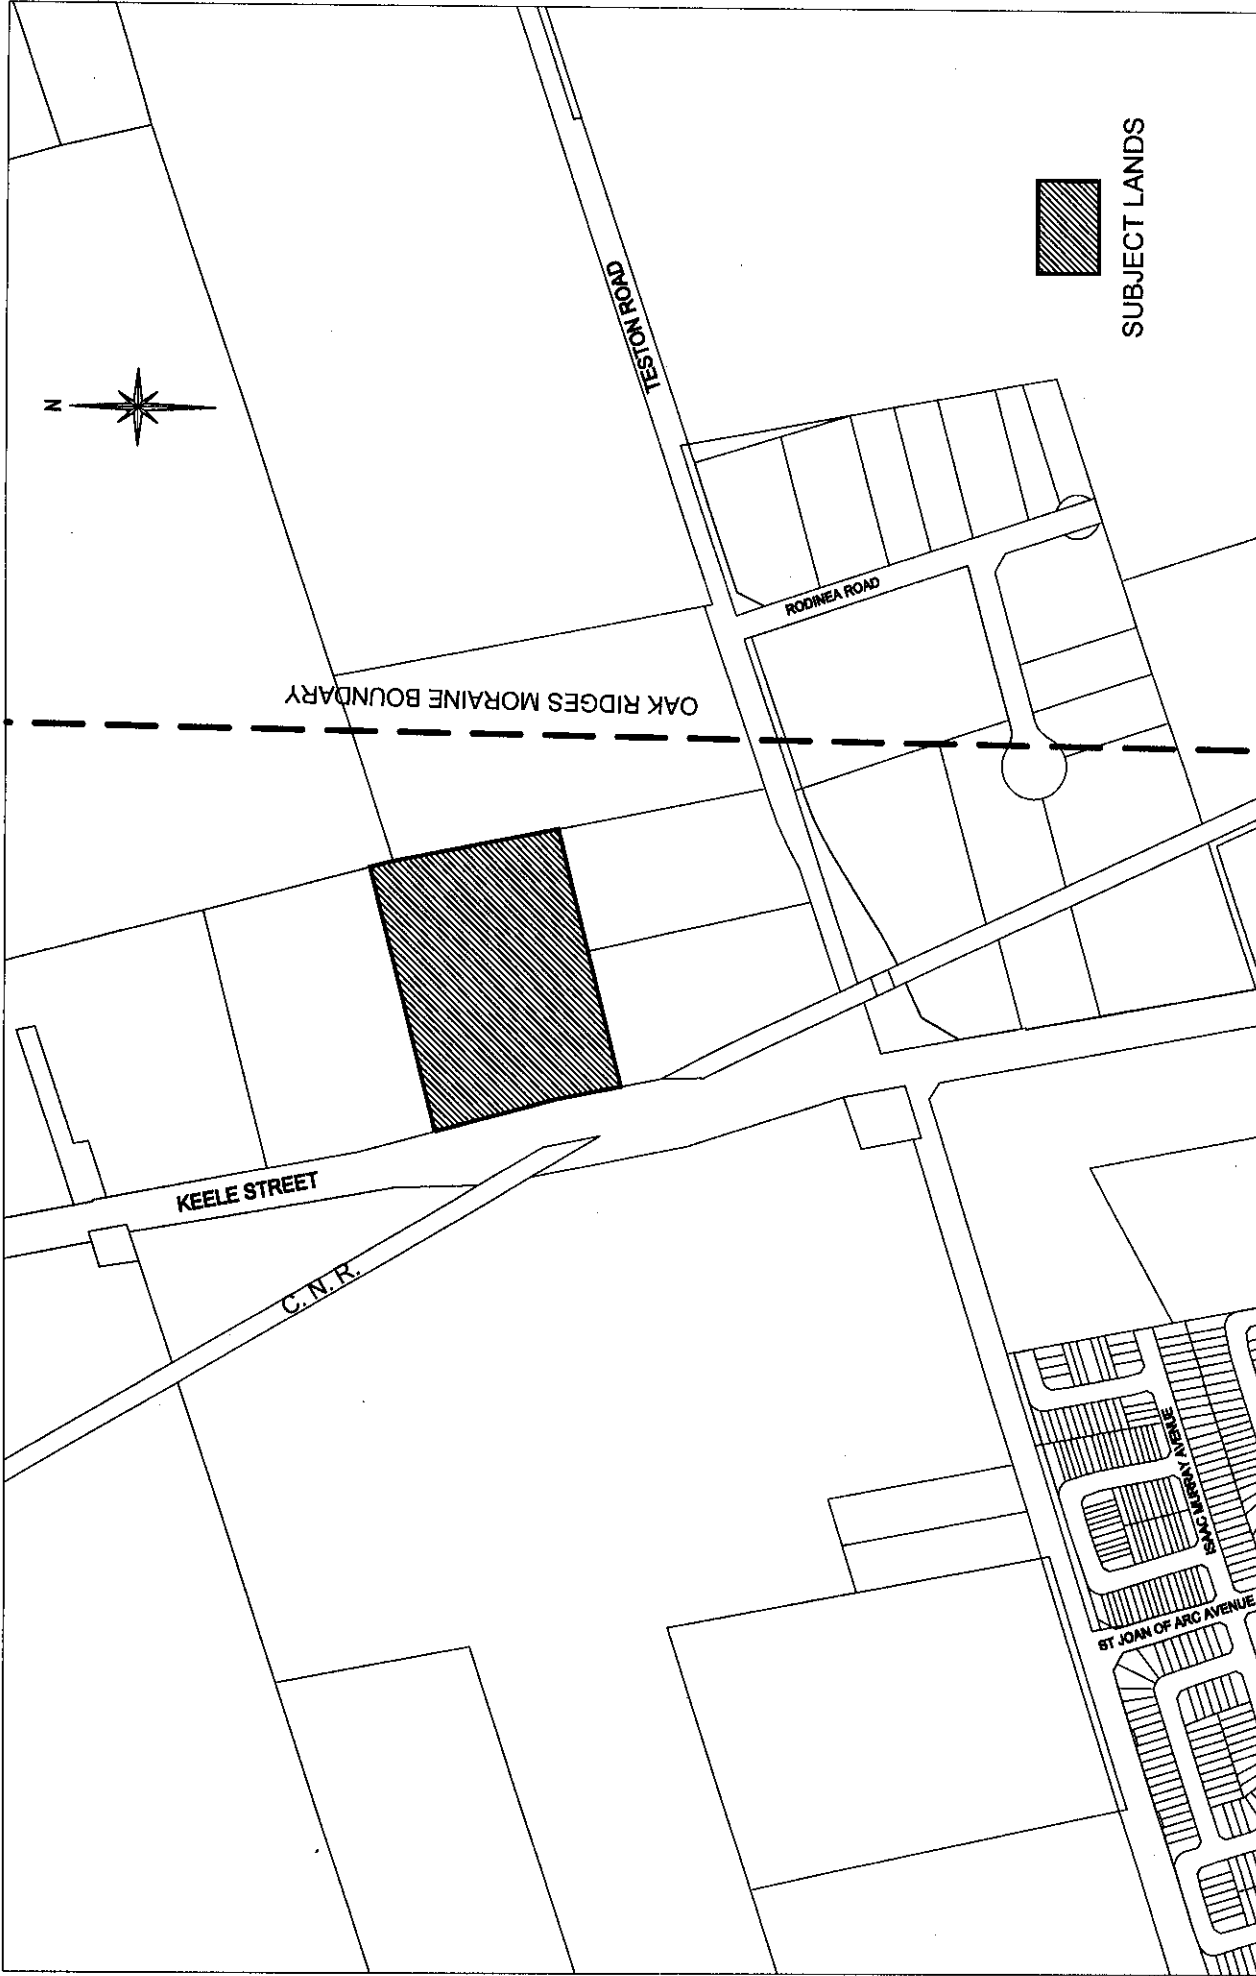 N
TESTON ROAD
SUBJECT LANDS
RODINEA ROAD
OAK RIDGES MORAINE BOUNDARY
KEELE STREET
C. N. R.
ISAAC MURRAY AVENUE
ST JOAN OF ARC AVENUE